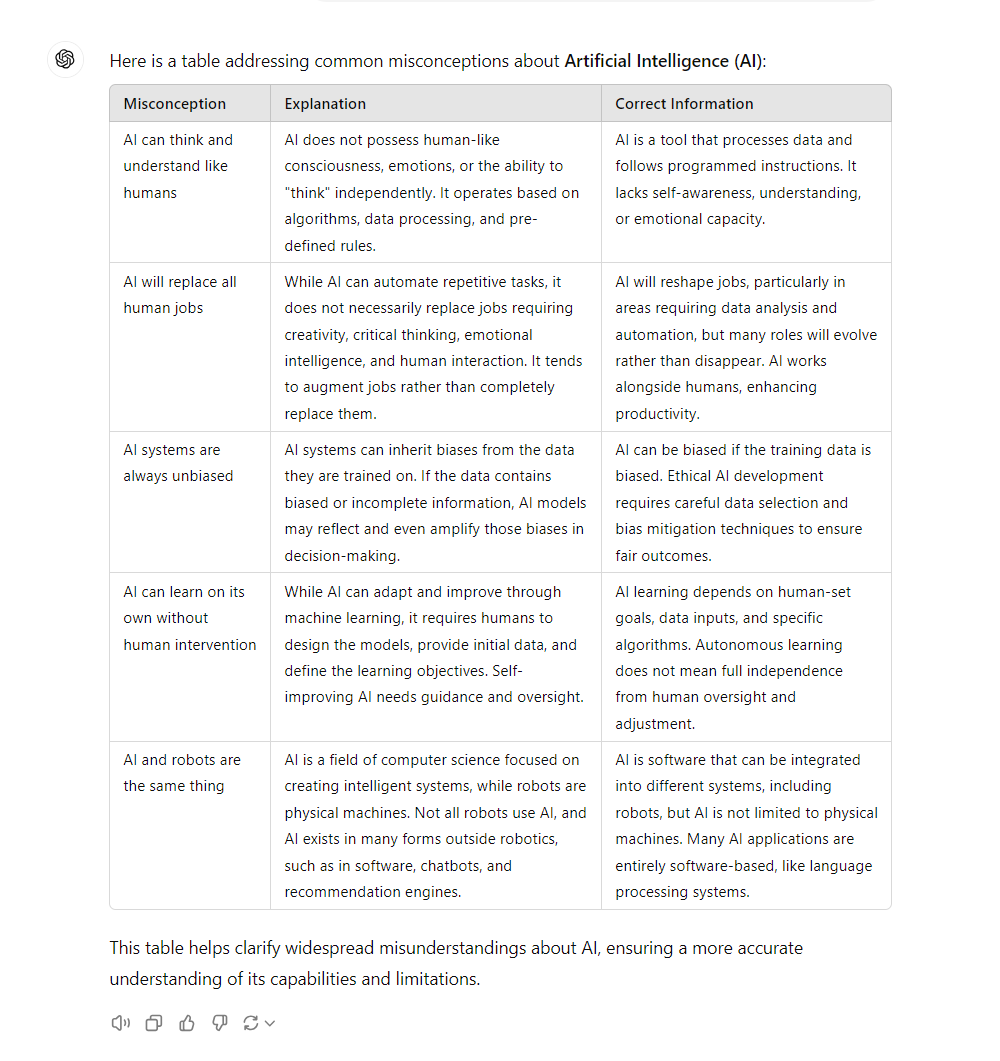 Here is a table addressing common misconceptions about Artificial Intelligence (AI):
Misconception
Explanation
Correct Information
AI can think and
understand like
humans
AI does not possess human-like
consciousness, emotions, or the ability to
"think" independently. It operates based on
algorithms, data processing, and pre-
defined rules.
AI is a tool that processes data and
follows programmed instructions. It
lacks self-awareness, understanding,
or emotional capacity.
AI will replace all
human jobs
While AI can automate repetitive tasks, it
does not necessarily replace jobs requiring
creativity, critical thinking, emotional
intelligence, and human interaction. It tends
to augment jobs rather than completely
replace them.
AI will reshape jobs, particularly in
areas requiring data analysis and
automation, but many roles will evolve
rather than disappear. AI works
alongside humans, enhancing
productivity.
AI systems are
always unbiased
AI systems can inherit biases from the data
they are trained on. If the data contains
biased or incomplete information, AI models
may reflect and even amplify those biases in
decision-making.
AI can be biased if the training data is
biased. Ethical AI development
requires careful data selection and
bias mitigation techniques to ensure
fair outcomes.
AI can learn on its
own without
human intervention
While AI can adapt and improve through
machine learning, it requires humans to
design the models, provide initial data, and
define the learning objectives. Self-
improving AI needs guidance and oversight.
AI learning depends on human-set
goals, data inputs, and specific
algorithms. Autonomous learning
does not mean full independence
from human oversight and
adjustment.
AI and robots are
the same thing
AI is a field of computer science focused on
creating intelligent systems, while robots are
physical machines. Not all robots use AI, and
AI exists in many forms outside robotics,
such as in software, chatbots, and
recommendation engines.
AI is software that can be integrated
into different systems, including
robots, but AI is not limited to physical
machines. Many AI applications are
entirely software-based, like language
processing systems.
This table helps clarify widespread misunderstandings about AI, ensuring a more accurate
understanding of its capabilities and limitations.